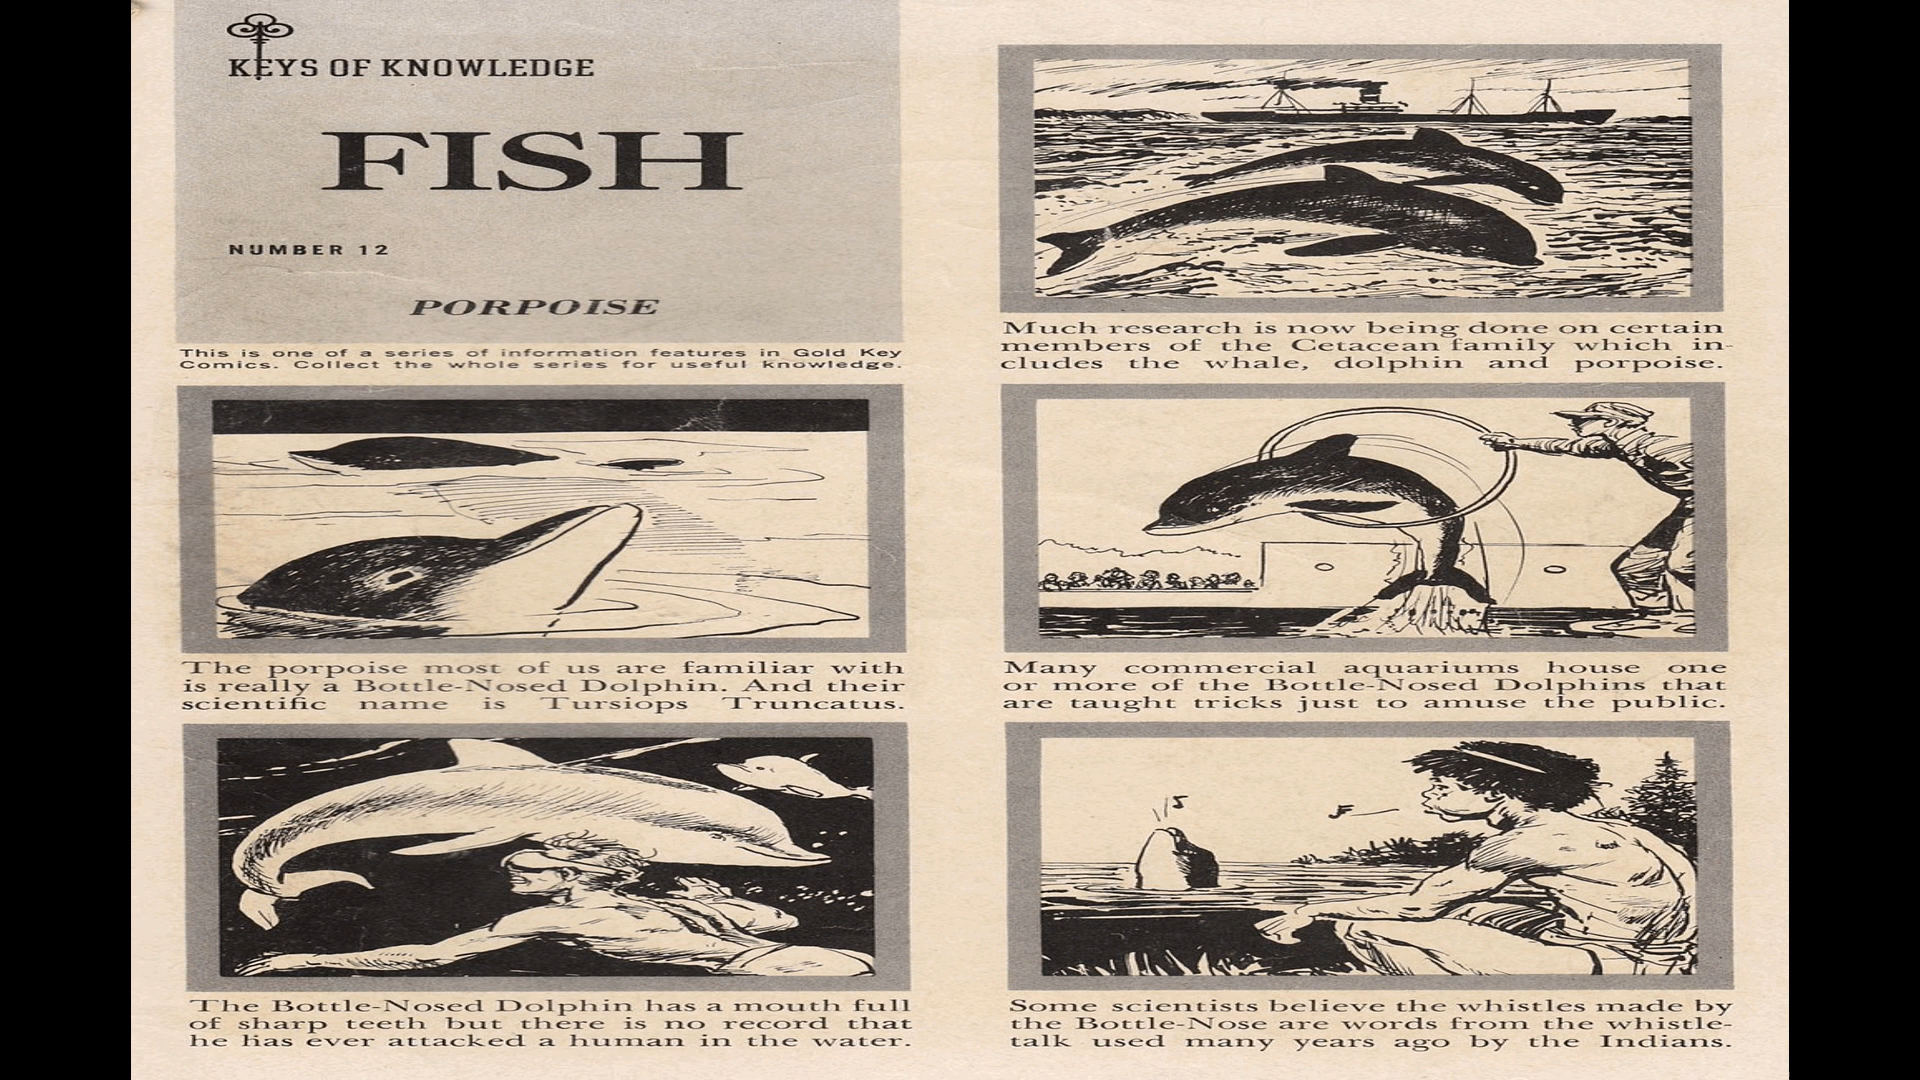 KEYS OF KNOWLEDGE
FISH
NUMBER 12
PORPOISE
This is one of a series of information features in Gold Key
Comics. Collect the whole series for useful knowledge.
Much research is now being done on certain
members of the Cetacean family which in-
cludes the whale, dolphin and porpoise.
The porpoise most of us are familiar with
is really a Bottle-Nosed Dolphin. And their
scientific name is Tursiops Truncatus.
Many commercial aquariums house one
or more of the Bottle-Nosed Dolphins that
are taught tricks just to amuse the public.
The Bottle-Nosed Dolphin has a mouth full
of sharp teeth but there is no record that
he has ever attacked a human in the water.
Some scientists believe the whistles made by
the Bottle-Nose are words from the whistle-
talk used many years ago by the Indians.